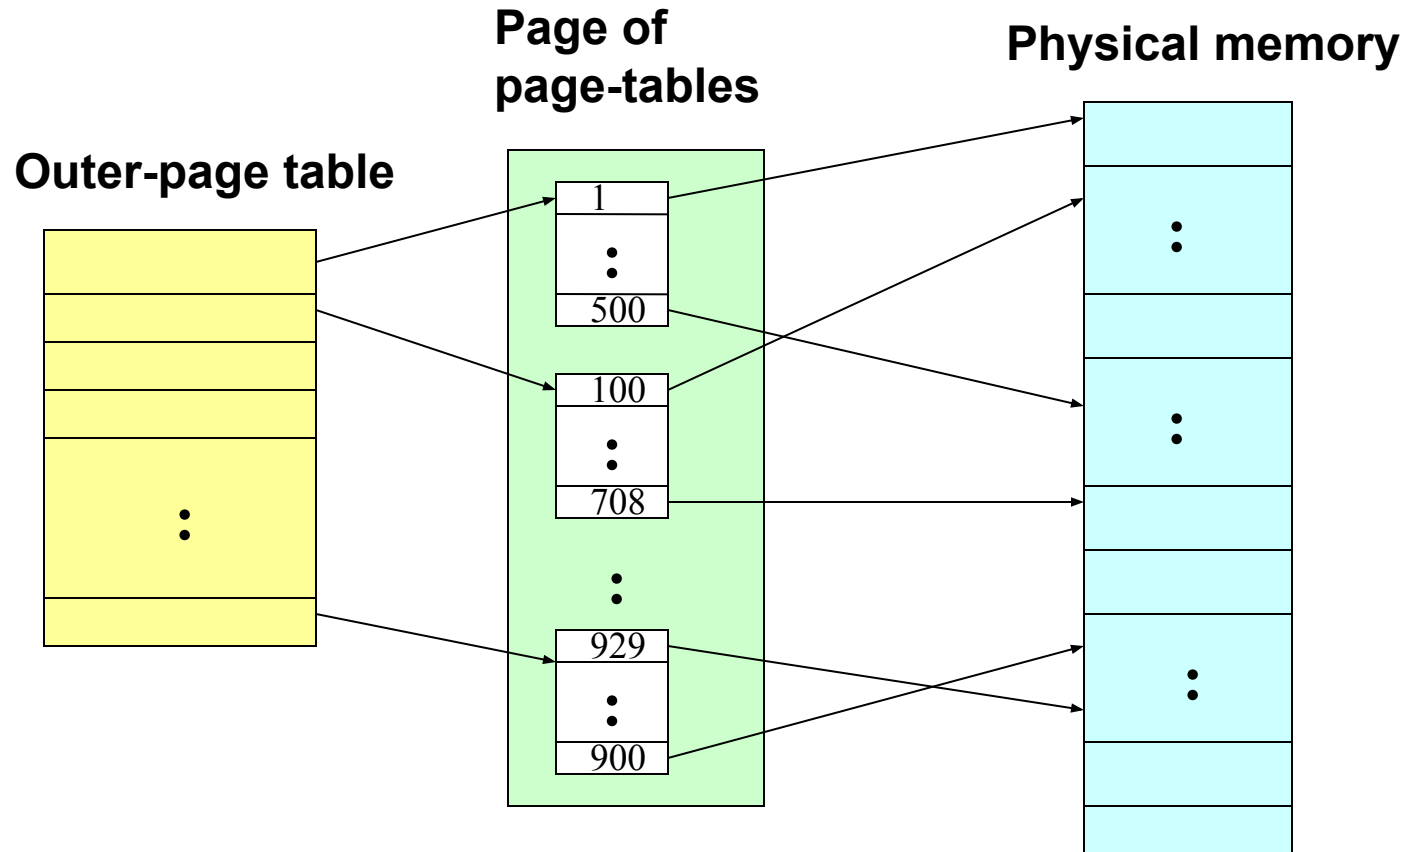 Page of
page-tables
Physical memory
Outer-page table
1
500
100
708
929
900